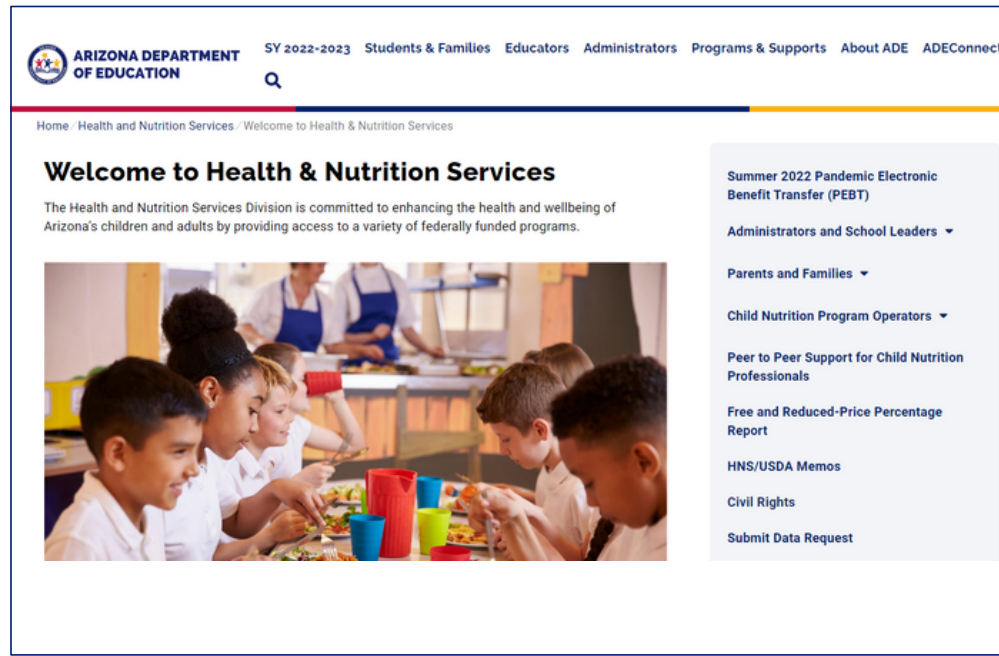 ARIZONA DEPARTMENT
OF EDUCATION
SY 2022-2023 Students & Families Educators Administrators Programs & Supports About ADE ADEConnect
Home / Health and Nutrition Services / Welcome to Health & Nutrition Services
Welcome to Health & Nutrition Services
The Health and Nutrition Services Division is committed to enhancing the health and wellbeing of
Arizona's children and adults by providing access to a variety of federally funded programs.
Summer 2022 Pandemic Electronic
Benefit Transfer (PEBT)
Administrators and School Leaders
Parents and Families
Child Nutrition Program Operators
Peer to Peer Support for Child Nutrition
Professionals
Free and Reduced-Price Percentage
Report
HNS/USDA Memos
Civil Rights
Submit Data Request